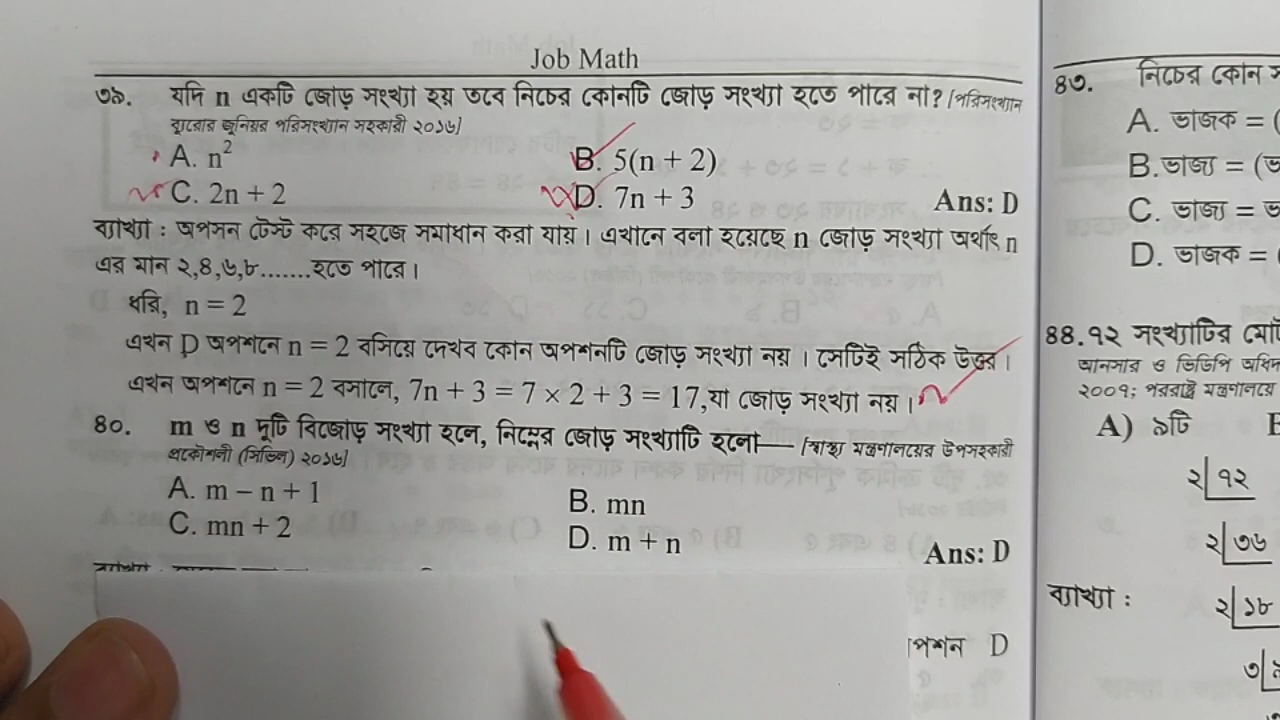 Job Math
৩৯. যদি n একটি জোড় সংখ্যা হয় তবে নিচের কোনটি জোড় সংখ্যা হতে পারে না? [পরিসংখ্যান
ব্যুরোর জুনিয়র পরিসংখ্যান সহকারী ২০১৬]
A. n² B. 5(n + 2)
C. 2n + 2 D. 7n + 3 Ans: D
ব্যাখ্যা : অপসন টেস্ট করে সহজে সমাধান করা যায়। এখানে বলা হয়েছে n জোড় সংখ্যা অর্থাৎ n
এর মান ২,৪,৬,৮.......হতে পারে।
ধরি, n = 2
এখন D অপশনে n = 2 বসিয়ে দেখব কোন অপশনটি জোড় সংখ্যা নয়। সেটিই সঠিক উত্তর।
এখন অপশনে n = 2 বসালে, 7n + 3 = 7 × 2 + 3 = 17,যা জোড় সংখ্যা নয়।
৪০. m ও n দুটি বিজোড় সংখ্যা হলে, নিম্নের জোড় সংখ্যাটি হলো— [স্বাস্থ্য মন্ত্রণালয়ের উপসহকারী
প্রকৌশলী (সিভিল) ২০১৬]
A. m – n + 1 B. mn
C. mn + 2 D. m + n Ans: D
পশন D
৪৩. নিচের কোন
A. ভাজক = (
B. ভাজ্য = (
C. ভাজ্য =
D. ভাজক =
৪৪. ৭২ সংখ্যাটির
আনসার ও ভিডিপি
২০০৭; পররাষ্ট্র মন্ত্রণালয়ে
A) ৯টি
২ ৭২
২ ৩৬
ব্যাখ্যা : ২ ১৮
৩